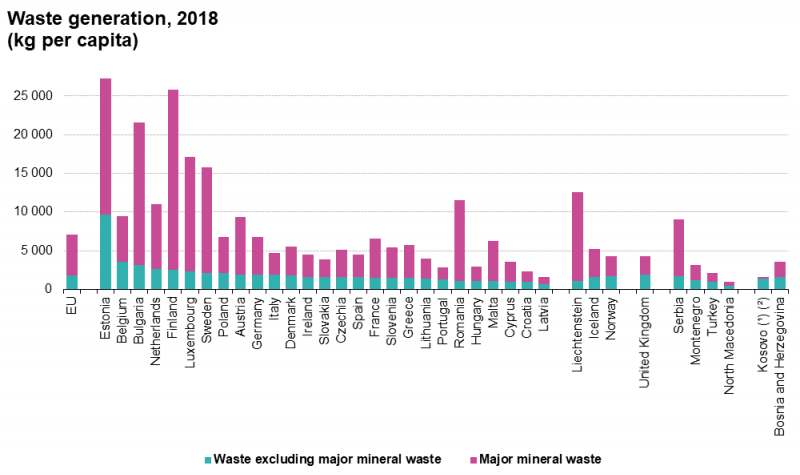 Waste generation, 2018
(kg per capita)
25 000
20 000
15 000
10 000
5 000
0
EU
Estonia
Belgium
Bulgaria
Netherlands
Finland
Luxembourg
Sweden
Poland
Austria
Germany
Italy
Denmark
Ireland
Slovakia
Czechia
Spain
France
Slovenia
Greece
Lithuania
Portugal
Romania
Hungary
Malta
Cyprus
Croatia
Latvia
Liechtenstein
Iceland
Norway
United Kingdom
Serbia
Montenegro
Turkey
North Macedonia
Kosovo (¹) (²)
Bosnia and Herzegovina
Waste excluding major mineral waste
Major mineral waste